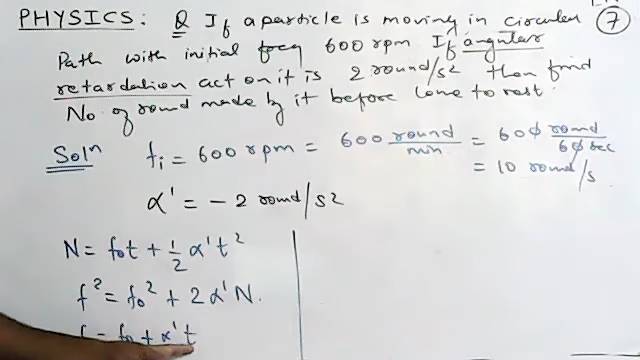 PHYSICS: Q If a particle is moving in circular 7
Path with initial freq 600 rpm If angular
retardation act on it is 2 round/s² then find
No of round made by it before come to rest.
Solⁿ fi = 600 rpm = 600 round/min = 600 round/60 sec
= 10 round/s
α' = - 2 round/s²
N = f₀t + 1/2 α't²
f² = f₀² + 2α'N.
f = f₀ + α't